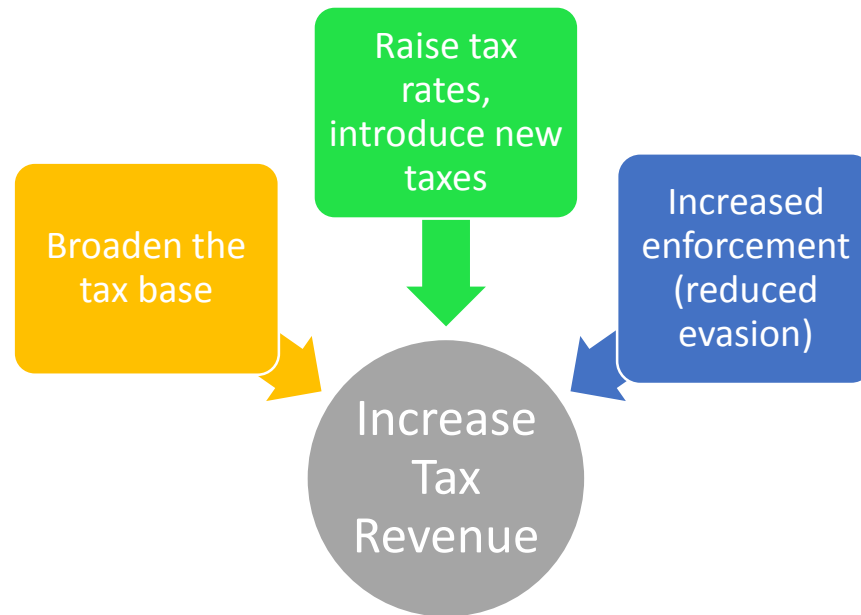 Broaden the
tax base
Raise tax
rates,
introduce new
taxes
Increased
enforcement
(reduced
evasion)
Increase
Tax
Revenue